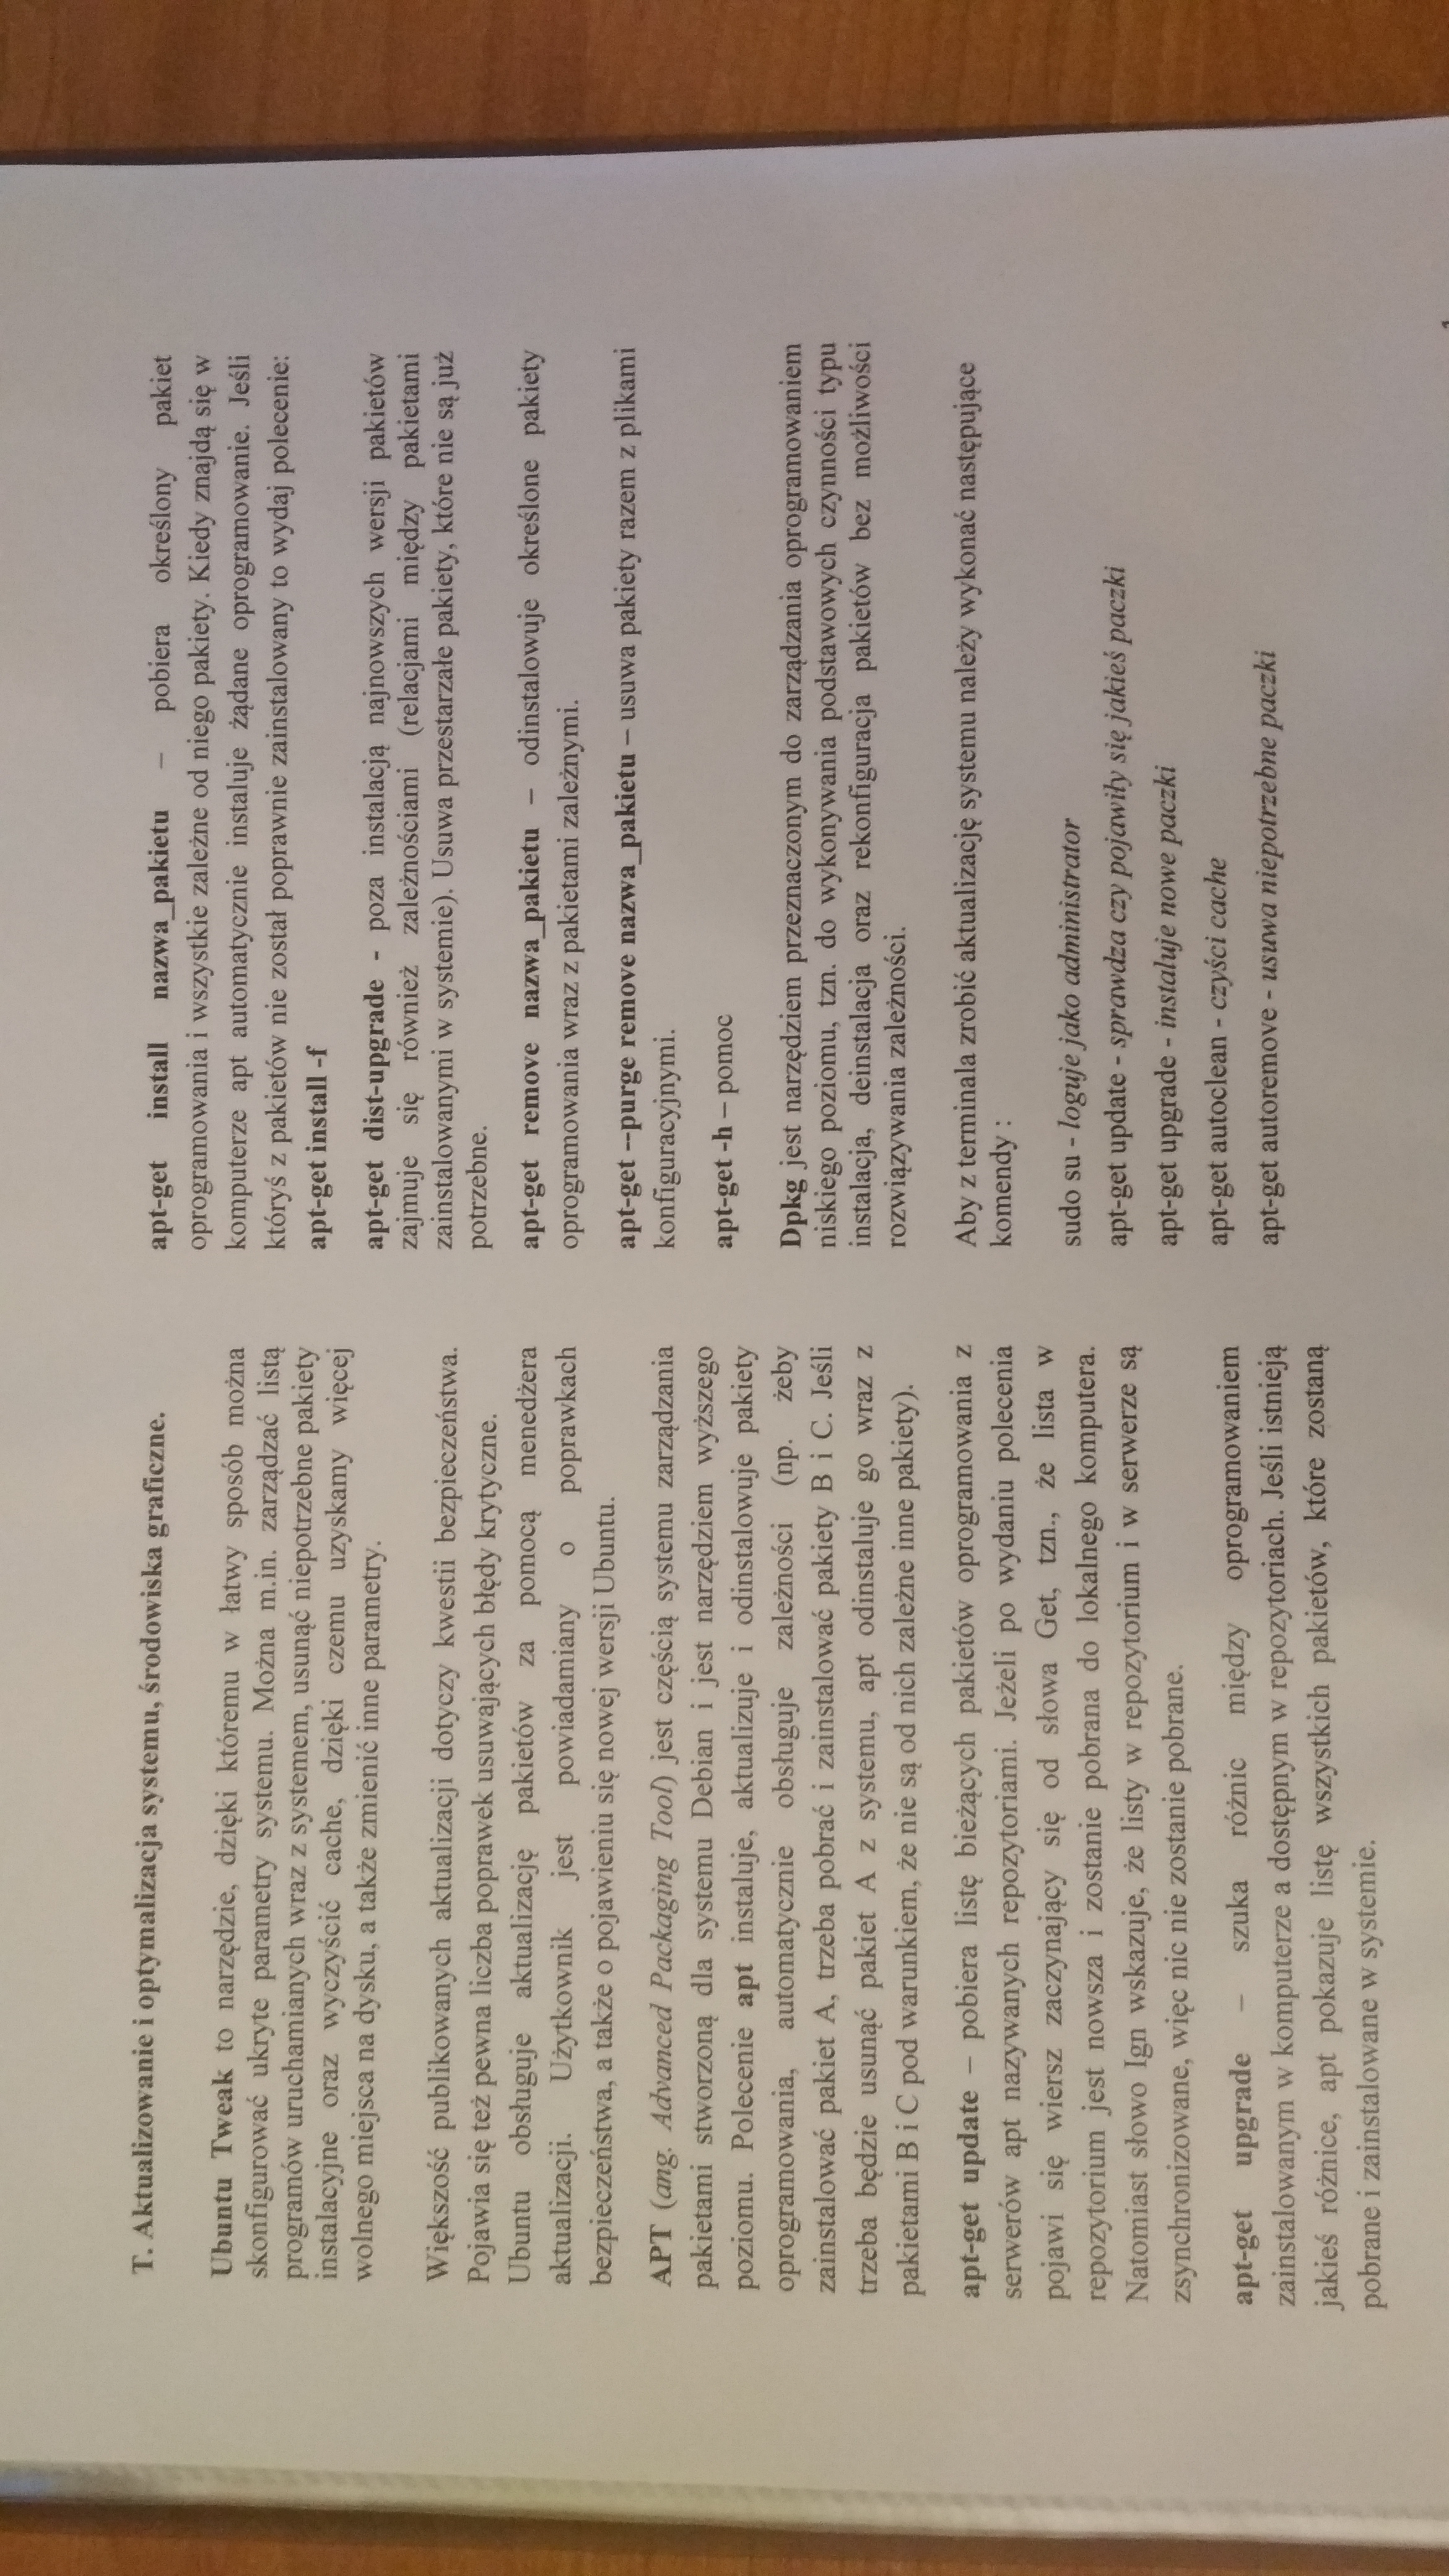 T. Aktualizowanie i optymalizacja systemu, środowiska graficzne.
Ubuntu Tweak to narzędzie, dzięki któremu w łatwy sposób można
skonfigurować ukryte parametry systemu. Można m.in. zarządzać listą
programów uruchamianych wraz z systemem, usunąć niepotrzebne pakiety
instalacyjne oraz wyczyścić cache, dzięki czemu uzyskamy więcej
wolnego miejsca na dysku, a także zmienić inne parametry.
Większość publikowanych aktualizacji dotyczy kwestii bezpieczeństwa.
Pojawia się też pewna liczba poprawek usuwających błędy krytyczne.
Ubuntu obsługuje aktualizację pakietów za pomocą menedżera
aktualizacji. Użytkownik jest powiadamiany o poprawkach
bezpieczeństwa, a także o pojawieniu się nowej wersji Ubuntu.
APT (ang. Advanced Packaging Tool) jest częścią systemu zarządzania
pakietami stworzoną dla systemu Debian i jest narzędziem wyższego
poziomu. Polecenie apt instaluje, aktualizuje i odinstalowuje pakiety
oprogramowania, automatycznie obsługuje zależności (np. żeby
zainstalować pakiet A, trzeba pobrać i zainstalować pakiety B i C. Jeśli
trzeba będzie usunąć pakiet A z systemu, apt odinstaluje go wraz z
pakietami B i C pod warunkiem, że nie są od nich zależne inne pakiety).
apt-get update – pobiera listę bieżących pakietów oprogramowania z
serwerów apt nazywanych repozytoriami. Jeżeli po wydaniu polecenia
pojawi się wiersz zaczynający się od słowa Get, tzn., że lista w
repozytorium jest nowsza i zostanie pobrana do lokalnego komputera.
Natomiast słowo Ign wskazuje, że listy w repozytorium i w serwerze są
zsynchronizowane, więc nic nie zostanie pobrane.
apt-get upgrade – szuka różnic między oprogramowaniem
zainstalowanym w komputerze a dostępnym w repozytoriach. Jeśli istnieją
jakieś różnice, apt pokazuje listę wszystkich pakietów, które zostaną
pobrane i zainstalowane w systemie.
apt-get install nazwa_pakietu – pobiera określony pakiet
oprogramowania i wszystkie zależne od niego pakiety. Kiedy znajdą się w
komputerze apt automatycznie instaluje żądane oprogramowanie. Jeśli
któryś z pakietów nie został poprawnie zainstalowany to wydaj polecenie:
apt-get install -f
apt-get dist-upgrade - poza instalacją najnowszych wersji pakietów
zajmuje się również zależnościami (relacjami między pakietami
zainstalowanymi w systemie). Usuwa przestarzałe pakiety, które nie są już
potrzebne.
apt-get remove nazwa_pakietu – odinstalowuje określone pakiety
oprogramowania wraz z pakietami zależnymi.
apt-get --purge remove nazwa_pakietu – usuwa pakiety razem z plikami
konfiguracyjnymi.
apt-get -h – pomoc
Dpkg jest narzędziem przeznaczonym do zarządzania oprogramowaniem
niskiego poziomu, tzn. do wykonywania podstawowych czynności typu
instalacja, deinstalacja oraz rekonfiguracja pakietów bez możliwości
rozwiązywania zależności.
Aby z terminala zrobić aktualizację systemu należy wykonać następujące
komendy :
sudo su - loguje jako administrator
apt-get update - sprawdza czy pojawiły się jakieś paczki
apt-get upgrade - instaluje nowe paczki
apt-get autoclean - czyści cache
apt-get autoremove - usuwa niepotrzebne paczki